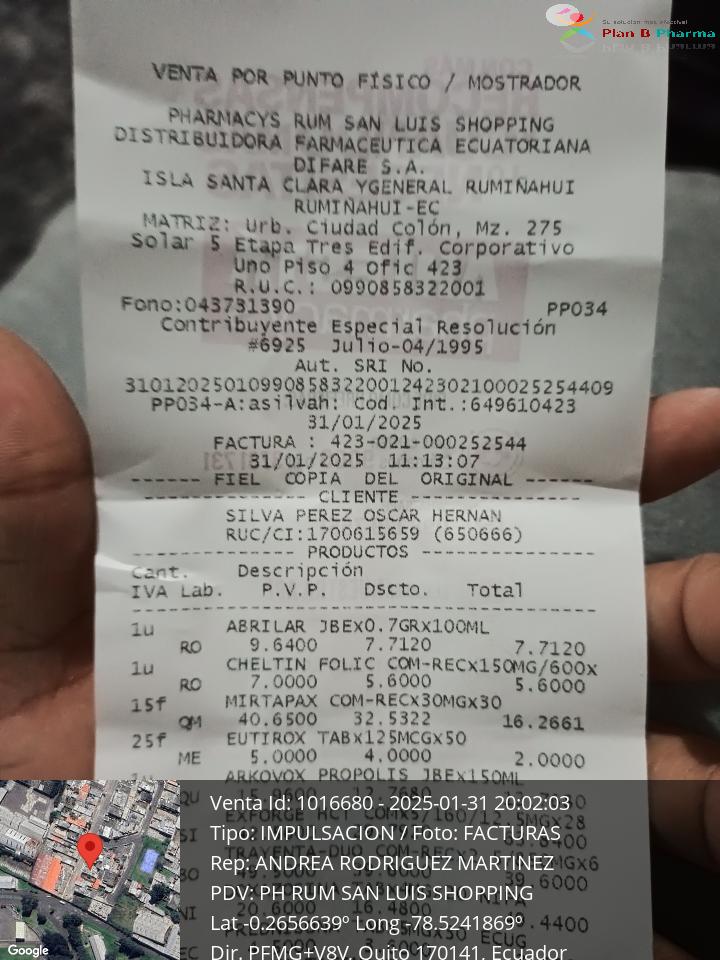 Su solución más efectiva!
Plan B Pharma
VENTA POR PUNTO FÍSICO / MOSTRADOR
PHARMACYS RUM SAN LUIS SHOPPING
DISTRIBUIDORA FARMACEUTICA ECUATORIANA
DIFARE S.A.
ISLA SANTA CLARA YGENERAL RUMIÑAHUI
RUMIÑAHUI-EC
MATRIZ: Urb. Ciudad Colón, Mz. 275
Solar 5 Etapa Tres Edif. Corporativo
Uno Piso 4 Ofic 423
R.U.C.: 0990858322001
Fono:043731390 PP034
Contribuyente Especial Resolución
#6925 Julio-04/1995
Aut. SRI No.
3101202501099085832200124230210002525 4409
PP034-A:asilvah: Cod. Int.:649610423
31/01/2025
FACTURA : 423-021-000252544
31/01/2025 11:13:07
------ FIEL COPIA DEL ORIGINAL ------
CLIENTE
SILVA PEREZ OSCAR HERNAN
RUC/CI:1700615659 (650666)
PRODUCTOS
Cant. Descripción
IVA Lab. P.V.P. Dscto. Total
1u ABRILAR JBEx0.7GRx100ML
RO 9.6400 7.7120 7.7120
1u CHELTIN FOLIC COM-RECx150MG/600x
RO 7.0000 5.6000 5.6000
15f MIRTAPAX COM-RECx30MGx30
QM 40.6500 32.5322 16.2661
25f EUTIROX TABx125MCGx50
ME 5.0000 4.0000 2.0000
ARKOVOX PROPOLIS JBEx150ML
Venta Id: 1016680 - 2025-01-31 20:02:03
Tipo: IMPULSACION / Foto: FACTURAS
Rep: ANDREA RODRIGUEZ MARTINEZ
PDV: PH RUM SAN LUIS SHOPPING
Lat -0.2656639º Long -78.5241869º
Dir. PFMG+V8V, Quito 170141, Ecuador
Google